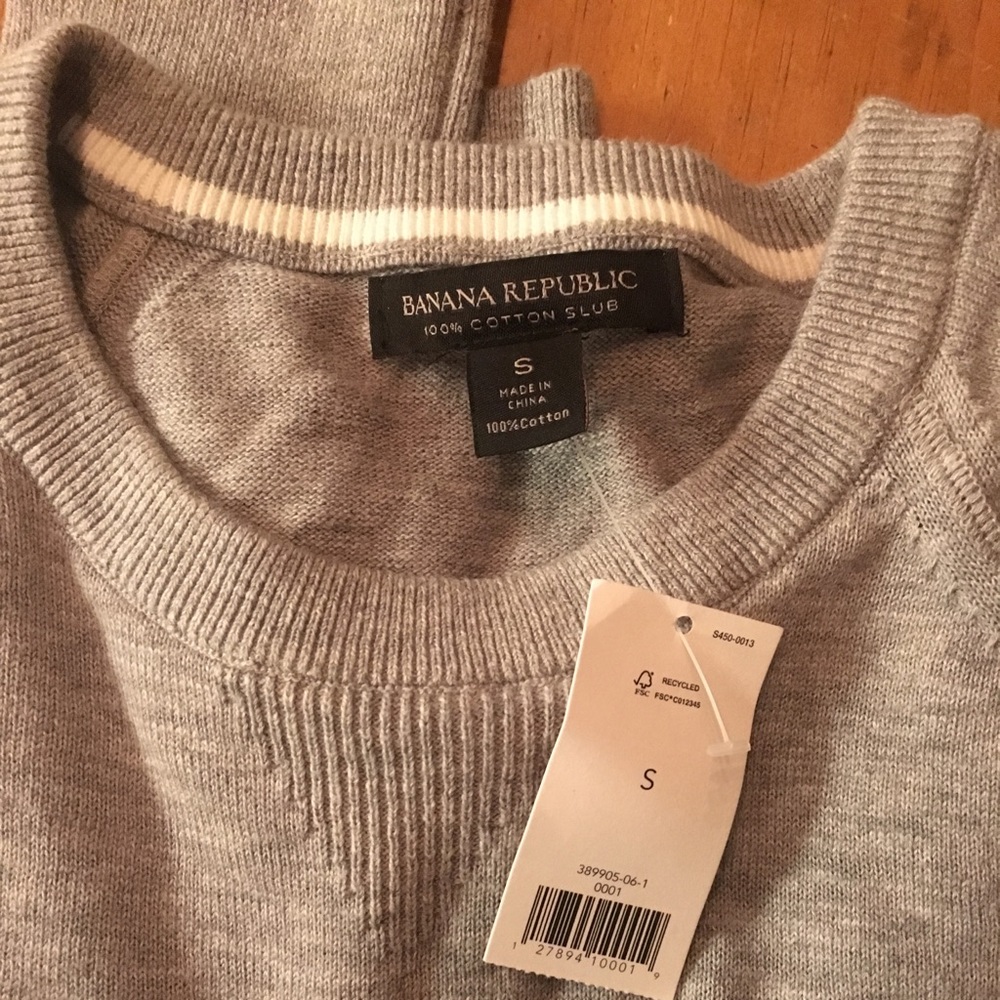 BANANA REPUBLIC
100% COTTON SLUB
S
MADE IN
CHINA
100%Cotton
S450-0013
RECYCLED
FSC FSC®C012345
S
389905-06-1
0001
1 27894 10001 9